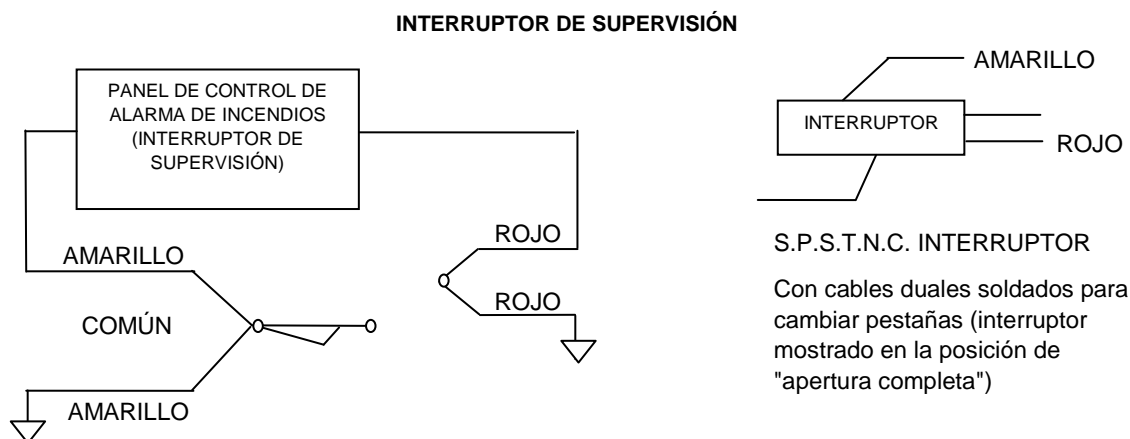 INTERRUPTOR DE SUPERVISIÓN
PANEL DE CONTROL DE
ALARMA DE INCENDIOS
(INTERRUPTOR DE
SUPERVISIÓN)
AMARILLO
COMÚN
AMARILLO
ROJO
ROJO
AMARILLO
INTERRUPTOR
ROJO
S.P.S.T.N.C. INTERRUPTOR
Con cables duales soldados para
cambiar pestañas (interruptor
mostrado en la posición de
"apertura completa")